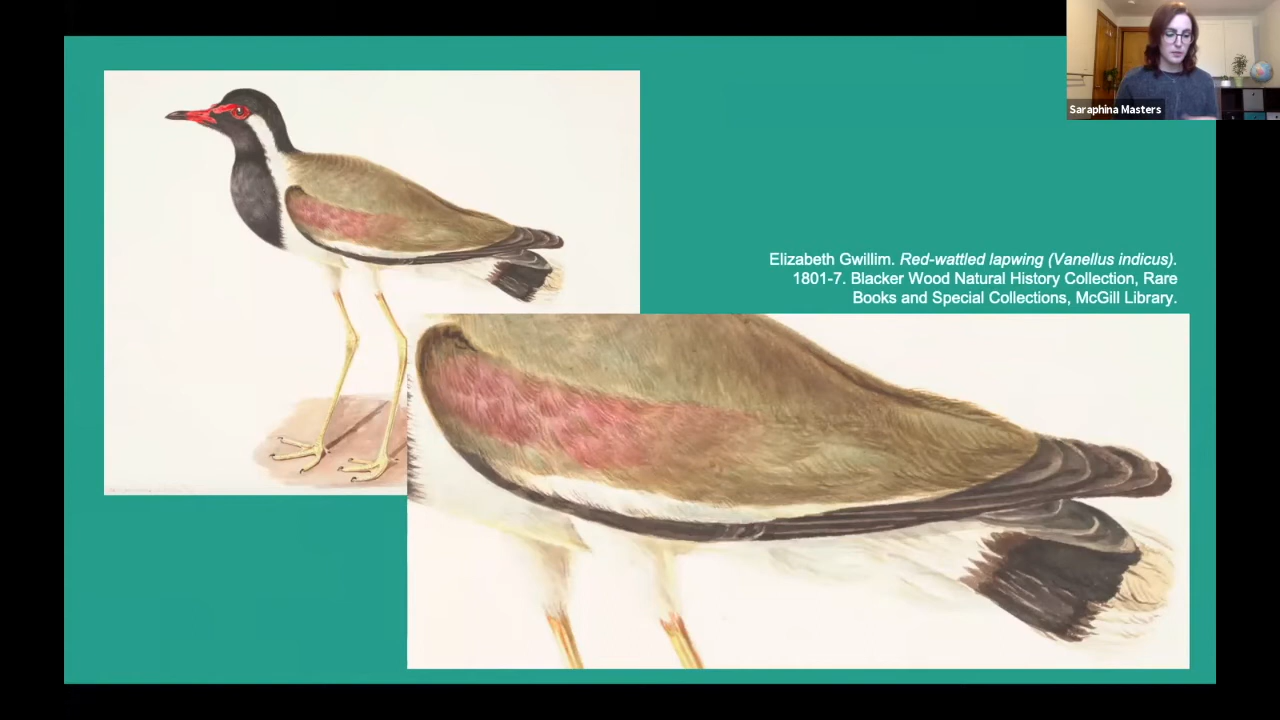 Saraphina Masters
Elizabeth Gwillim. Red-wattled lapwing (Vanellus indicus).
1801-7. Blacker Wood Natural History Collection, Rare
Books and Special Collections, McGill Library.